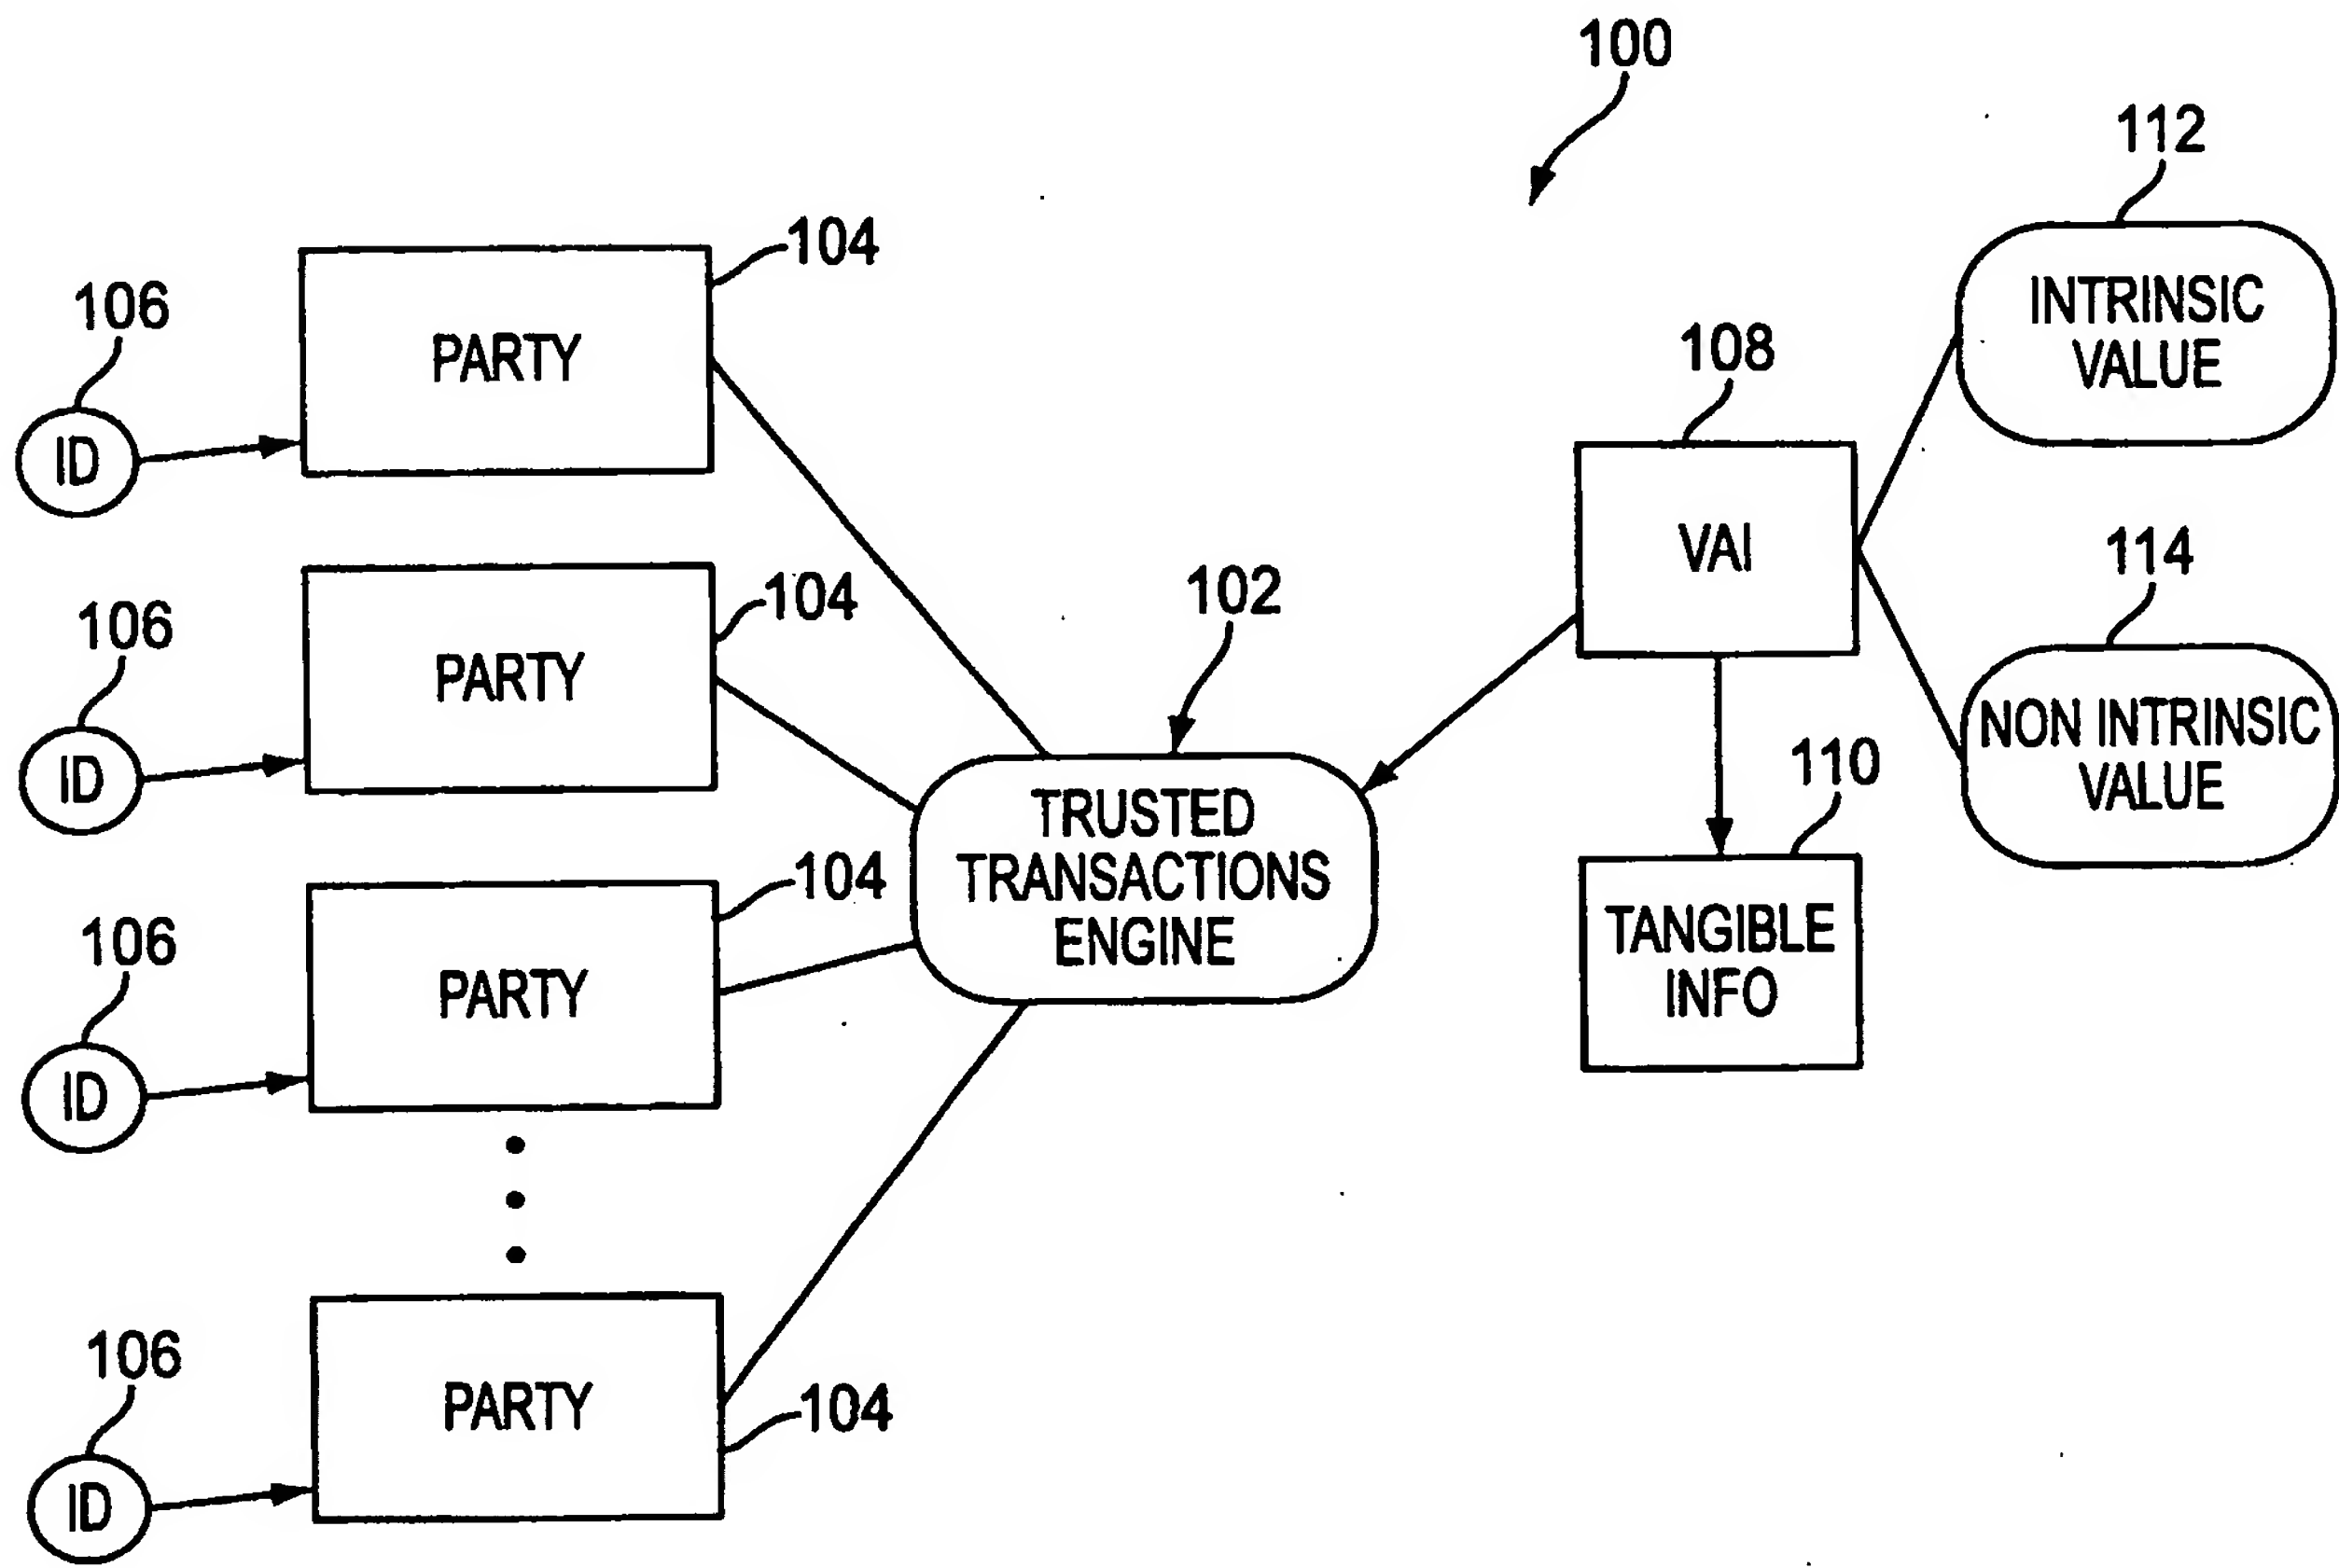 100
112
INTRINSIC
VALUE
104
106
PARTY
ID
108
VAI
114
NON INTRINSIC
VALUE
104
106
PARTY
ID
102
TRUSTED
TRANSACTIONS
ENGINE
110
TANGIBLE
INFO
104
106
PARTY
ID
106
PARTY
104
ID